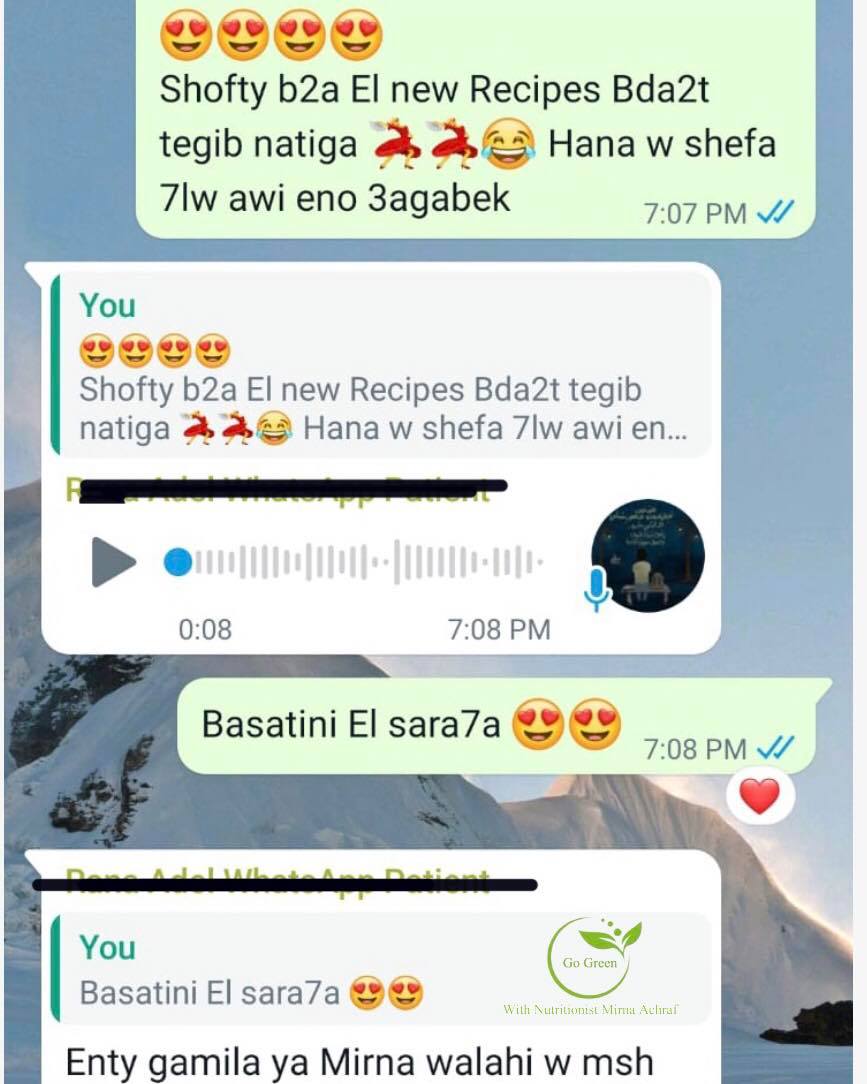 😍😍😍😍
Shofty b2a El new Recipes Bda2t
tegib natiga 💃💃😂 Hana w shefa
7lw awi eno 3agabek
7:07 PM
You
😍😍😍😍
Shofty b2a El new Recipes Bda2t tegib
natiga 💃💃😂 Hana w shefa 7lw awi en...
0:08 7:08 PM
Basatini El sara7a 😍😍
7:08 PM
❤️
You
Basatini El sara7a 😍😍
Go Green
With Nutritionist Mirna Achraf
Enty gamila ya Mirna walahi w msh